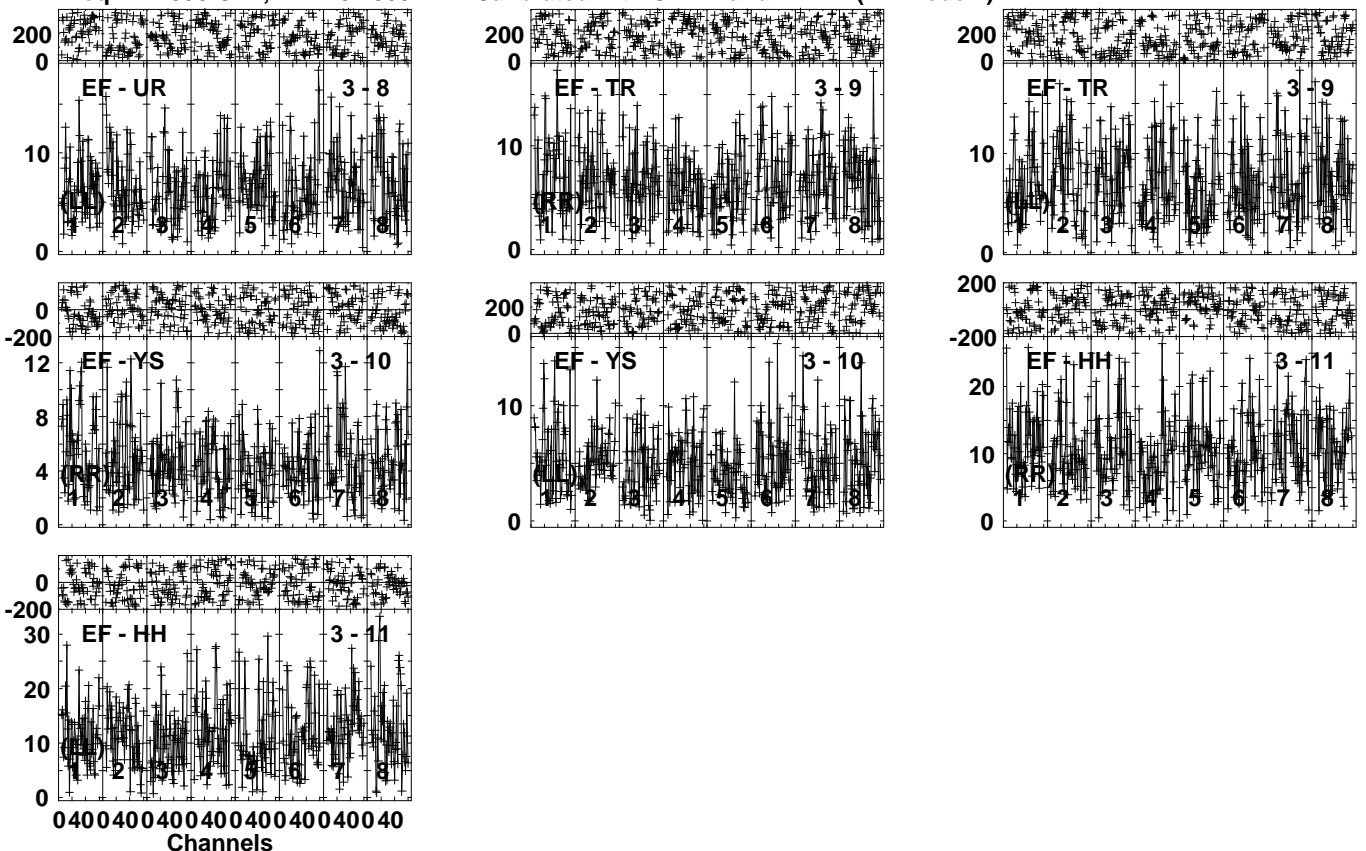 200
0
EF - UR 3 - 8
10
(LL)
1 2 3 4 5 6 7 8
0
200
0
EF - TR 3 - 9
10
(RR)
1 2 3 4 5 6 7 8
0
200
0
EF - TR 3 - 9
10
(LL)
1 2 3 4 5 6 7 8
0
0
-200
12
EF - YS 3 - 10
8
4
(RR)
1 2 3 4 5 6 7 8
0
200
0
EF - YS 3 - 10
10
(LL)
1 2 3 4 5 6 7 8
0
200
-200
EF - HH 3 - 11
20
10
(RR)
1 2 3 4 5 6 7 8
0
0
-200
30
EF - HH 3 - 11
20
10
(LL)
1 2 3 4 5 6 7 8
0
0 40 0 40 0 40 0 40 0 40 0 40 0 40 0 40
Channels